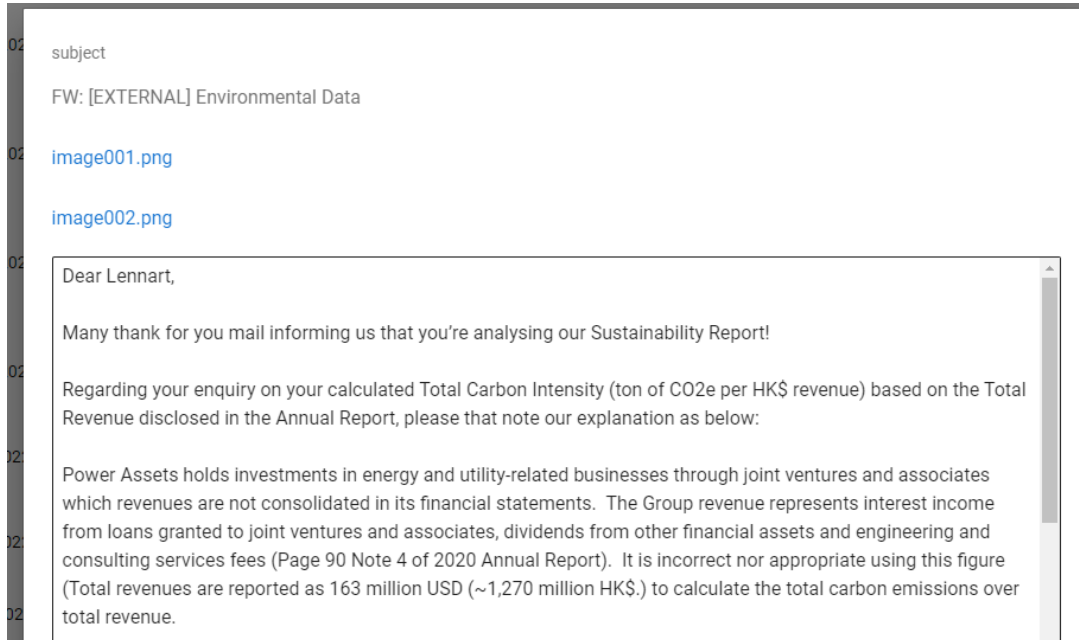 02
subject
FW: [EXTERNAL] Environmental Data
02
image001.png
image002.png
02
Dear Lennart,
Many thank for you mail informing us that you're analysing our Sustainability Report!
02
Regarding your enquiry on your calculated Total Carbon Intensity (ton of CO2e per HK$ revenue) based on the Total
Revenue disclosed in the Annual Report, please that note our explanation as below:
02
Power Assets holds investments in energy and utility-related businesses through joint ventures and associates
which revenues are not consolidated in its financial statements.  The Group revenue represents interest income
from loans granted to joint ventures and associates, dividends from other financial assets and engineering and
02
consulting services fees (Page 90 Note 4 of 2020 Annual Report).  It is incorrect nor appropriate using this figure
(Total revenues are reported as 163 million USD (~1,270 million HK$.) to calculate the total carbon emissions over
total revenue.
02